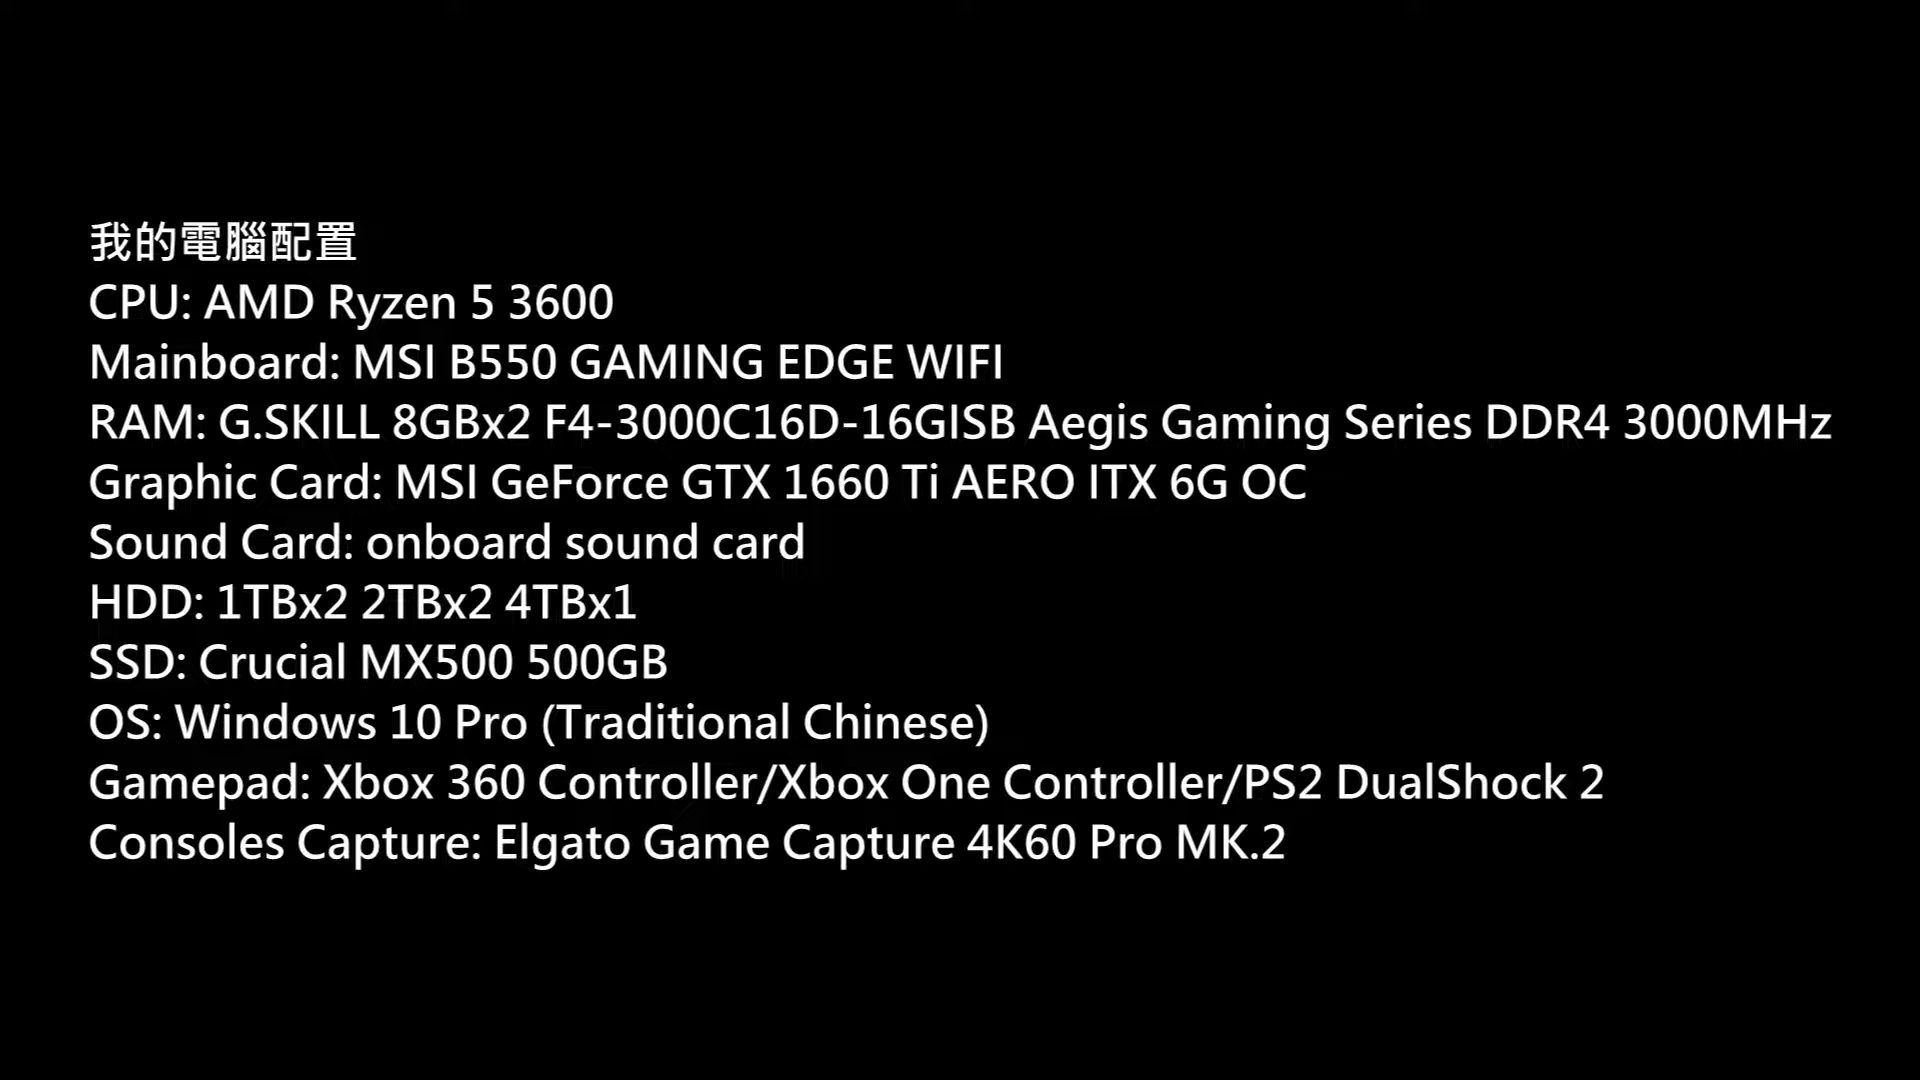 我的電腦配置
CPU: AMD Ryzen 5 3600
Mainboard: MSI B550 GAMING EDGE WIFI
RAM: G.SKILL 8GBx2 F4-3000C16D-16GISB Aegis Gaming Series DDR4 3000MHz
Graphic Card: MSI GeForce GTX 1660 Ti AERO ITX 6G OC
Sound Card: onboard sound card
HDD: 1TBx2 2TBx2 4TBx1
SSD: Crucial MX500 500GB
OS: Windows 10 Pro (Traditional Chinese)
Gamepad: Xbox 360 Controller/Xbox One Controller/PS2 DualShock 2
Consoles Capture: Elgato Game Capture 4K60 Pro MK.2